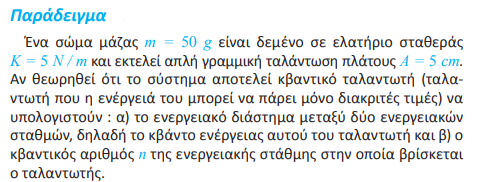 Παράδειγμα
Ένα σώμα μάζας m = 50 g είναι δεμένο σε ελατήριο σταθεράς
K = 5 N / m και εκτελεί απλή γραμμική ταλάντωση πλάτους A = 5 cm.
Αν θεωρηθεί ότι το σύστημα αποτελεί κβαντικό ταλαντωτή (ταλα-
ντωτή που η ενέργειά του μπορεί να πάρει μόνο διακριτές τιμές) να
υπολογιστούν : α) το ενεργειακό διάστημα μεταξύ δύο ενεργειακών
σταθμών, δηλαδή το κβάντο ενέργειας αυτού του ταλαντωτή και β) ο
κβαντικός αριθμός n της ενεργειακής στάθμης στην οποία βρίσκεται
ο ταλαντωτής.